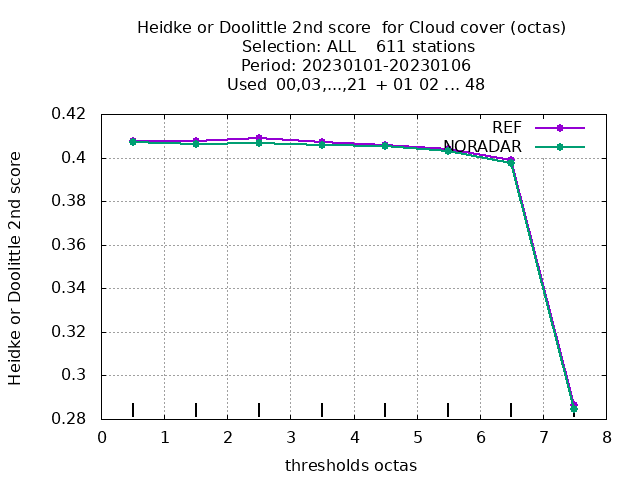 Heidke or Doolittle 2nd score  for Cloud cover (octas)
Selection: ALL    611 stations
Period: 20230101-20230106
Used  00,03,...,21  + 01 02 ... 48
0.42
REF
NORADAR
0.4
0.38
0.36
0.34
0.32
0.3
0.28
Heidke or Doolittle 2nd score
0 1 2 3 4 5 6 7 8
thresholds octas